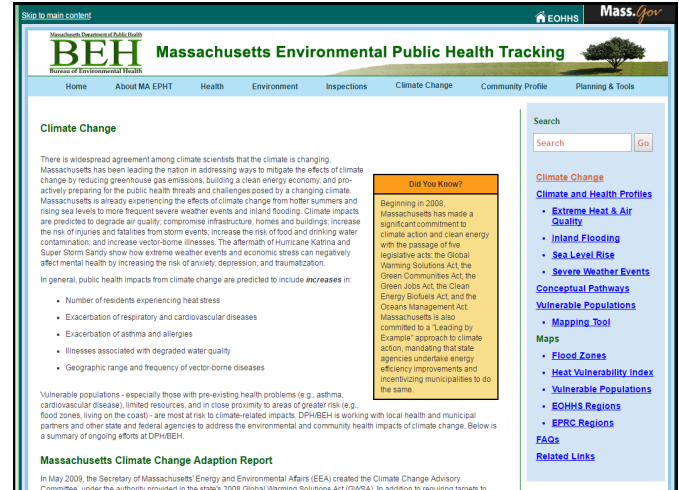 Skip to main content
EOHHS
Mass.Gov
Massachusetts Department of Public Health
BEH
Bureau of Environmental Health
Massachusetts Environmental Public Health Tracking
Home About MA EPHT Health Environment Inspections Climate Change Community Profile Planning & Tools
Climate Change
There is widespread agreement among climate scientists that the climate is changing.
Massachusetts has been leading the nation in addressing ways to mitigate the effects of climate
change by reducing greenhouse gas emissions, building a clean energy economy, and pro-
actively preparing for the public health threats and challenges posed by a changing climate.
Massachusetts is already experiencing the effects of climate change from hotter summers and
rising sea levels to more frequent severe weather events and inland flooding. Climate impacts
are predicted to degrade air quality; compromise infrastructure, homes and buildings; increase
the risk of injuries and fatalities from storm events; increase the risk of food and drinking water
contamination; and increase vector-borne illnesses. The aftermath of Hurricane Katrina and
Super Storm Sandy show how extreme weather events and economic stress can negatively
affect mental health by increasing the risk of anxiety, depression, and traumatization.
In general, public health impacts from climate change are predicted to include increases in:
• Number of residents experiencing heat stress
• Exacerbation of respiratory and cardiovascular diseases
• Exacerbation of asthma and allergies
• Illnesses associated with degraded water quality
• Geographic range and frequency of vector-borne diseases
Did You Know?
Beginning in 2008,
Massachusetts has made a
significant commitment to
climate action and clean energy
with the passage of five
legislative acts: the Global
Warming Solutions Act, the
Green Communities Act, the
Green Jobs Act, the Clean
Energy Biofuels Act, and the
Oceans Management Act.
Massachusetts is also
committed to a "Leading by
Example" approach to climate
action, mandating that state
agencies undertake energy
efficiency improvements and
incentivizing municipalities to do
the same.
Vulnerable populations - especially those with pre-existing health problems (e.g., asthma,
cardiovascular disease), limited resources, and in close proximity to areas of greater risk (e.g.,
flood zones, living on the coast) - are most at risk to climate-related impacts. DPH/BEH is working with local health and municipal
partners and other state and federal agencies to address the environmental and community health impacts of climate change. Below is
a summary of ongoing efforts at DPH/BEH.
Massachusetts Climate Change Adaption Report
In May 2009, the Secretary of Massachusetts' Energy and Environmental Affairs (EEA) created the Climate Change Advisory
Committee, under the authority provided in the state's 2008 Global Warming Solutions Act (GWSA). In addition to requiring targets to
Search
Search Go
Climate Change
Climate and Health Profiles
• Extreme Heat & Air
Quality
• Inland Flooding
• Sea Level Rise
• Severe Weather Events
Conceptual Pathways
Vulnerable Populations
• Mapping Tool
Maps
• Flood Zones
• Heat Vulnerability Index
• Vulnerable Populations
• EOHHS Regions
• EPRC Regions
FAQs
Related Links